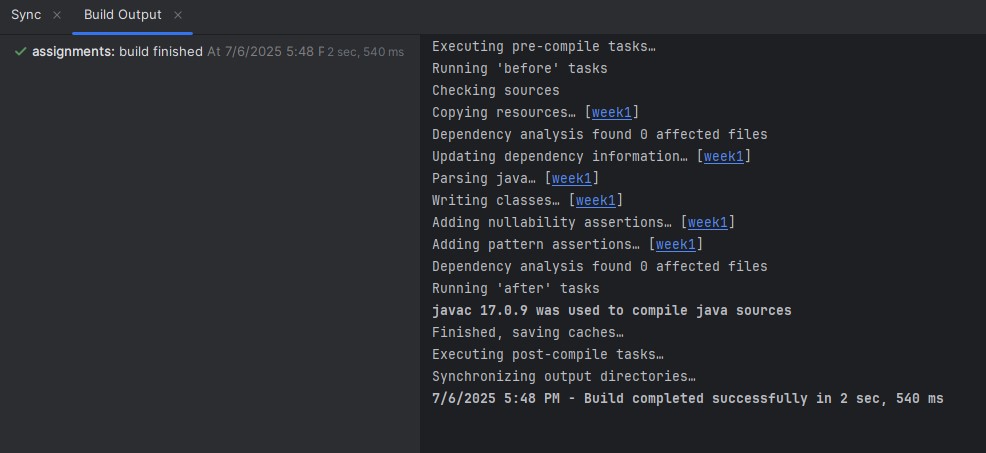 Sync Build Output
assignments: build finished At 7/6/2025 5:48 F 2 sec, 540 ms
Executing pre-compile tasks…
Running 'before' tasks
Checking sources
Copying resources… [week1]
Dependency analysis found 0 affected files
Updating dependency information… [week1]
Parsing java… [week1]
Writing classes… [week1]
Adding nullability assertions… [week1]
Adding pattern assertions… [week1]
Dependency analysis found 0 affected files
Running 'after' tasks
javac 17.0.9 was used to compile java sources
Finished, saving caches…
Executing post-compile tasks…
Synchronizing output directories…
7/6/2025 5:48 PM - Build completed successfully in 2 sec, 540 ms